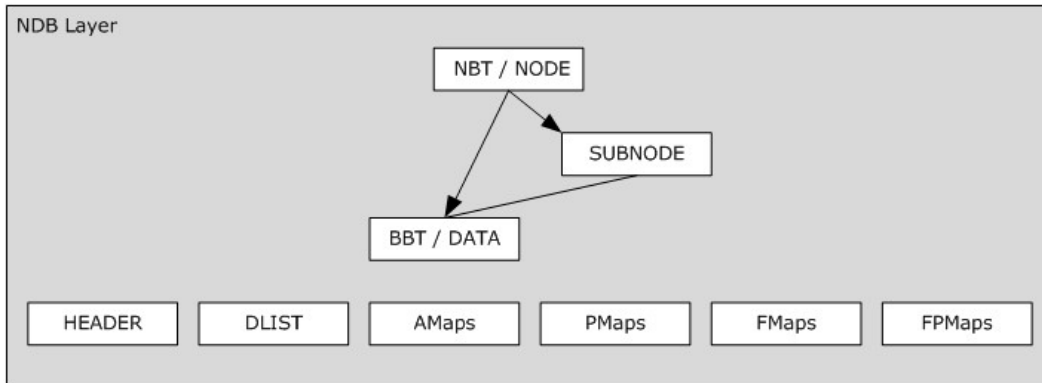 NDB Layer
NBT / NODE
SUBNODE
BBT / DATA
HEADER
DLIST
AMaps
PMaps
FMaps
FPMaps